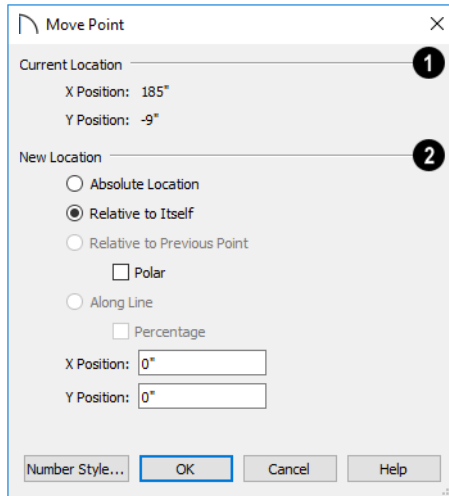 Move Point
Current Location 1
X Position: 185"
Y Position: -9"
New Location 2
Absolute Location
Relative to Itself
Relative to Previous Point
Polar
Along Line
Percentage
X Position: 0"
Y Position: 0"
Number Style... OK Cancel Help